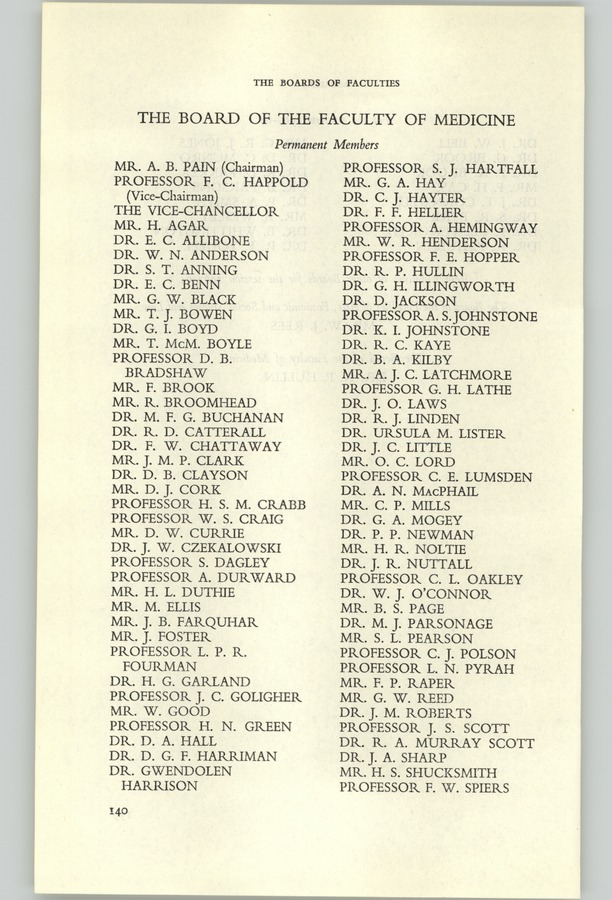 THE BOARDS OF FACULTIES
THE BOARD OF THE FACULTY OF MEDICINE
Permanent Members
MR. A. B. PAIN (Chairman)
PROFESSOR F. C. HAPPOLD
(Vice-Chairman)
THE VICE-CHANCELLOR
MR. H. AGAR
DR. E. C. ALLIBONE
DR. W. N. ANDERSON
DR. S. T. ANNING
DR. E. C. BENN
MR. G. W. BLACK
MR. T. J. BOWEN
DR. G. I. BOYD
MR. T. McM. BOYLE
PROFESSOR D. B.
BRADSHAW
MR. F. BROOK
MR. R. BROOMHEAD
DR. M. F. G. BUCHANAN
DR. R. D. CATTERALL
DR. F. W. CHATTAWAY
MR. J. M. P. CLARK
DR. D. B. CLAYSON
MR. D. J. CORK
PROFESSOR H. S. M. CRABB
PROFESSOR W. S. CRAIG
MR. D. W. CURRIE
DR. J. W. CZEKALOWSKI
PROFESSOR S. DAGLEY
PROFESSOR A. DURWARD
MR. H. L. DUTHIE
MR. M. ELLIS
MR. J. B. FARQUHAR
MR. J. FOSTER
PROFESSOR L. P. R.
FOURMAN
DR. H. G. GARLAND
PROFESSOR J. C. GOLIGHER
MR. W. GOOD
PROFESSOR H. N. GREEN
DR. D. A. HALL
DR. D. G. F. HARRIMAN
DR. GWENDOLEN
HARRISON
PROFESSOR S. J. HARTFALL
MR. G. A. HAY
DR. C. J. HAYTER
DR. F. F. HELLIER
PROFESSOR A. HEMINGWAY
MR. W. R. HENDERSON
PROFESSOR F. E. HOPPER
DR. R. P. HULLIN
DR. G. H. ILLINGWORTH
DR. D. JACKSON
PROFESSOR A. S. JOHNSTONE
DR. K. I. JOHNSTONE
DR. R. C. KAYE
DR. B. A. KILBY
MR. A. J. C. LATCHMORE
PROFESSOR G. H. LATHE
DR. J. O. LAWS
DR. R. J. LINDEN
DR. URSULA M. LISTER
DR. J. C. LITTLE
MR. O. C. LORD
PROFESSOR C. E. LUMSDEN
DR. A. N. MACPHAIL
MR. C. P. MILLS
DR. G. A. MOGEY
DR. P. P. NEWMAN
MR. H. R. NOLTIE
DR. J. R. NUTTALL
PROFESSOR C. L. OAKLEY
DR. W. J. O'CONNOR
MR. B. S. PAGE
DR. M. J. PARSONAGE
MR. S. L. PEARSON
PROFESSOR C. J. POLSON
PROFESSOR L. N. PYRAH
MR. F. P. RAPER
MR. G. W. REED
DR. J. M. ROBERTS
PROFESSOR J. S. SCOTT
DR. R. A. MURRAY SCOTT
DR. J. A. SHARP
MR. H. S. SHUCKSMITH
PROFESSOR F. W. SPIERS
140